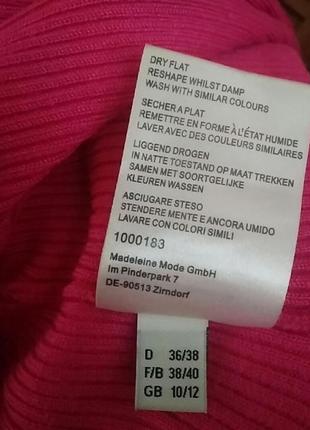 DRY FLAT
RESHAPE WHILST DAMP
WASH WITH SIMILAR COLOURS
SECHER A PLAT
REMETTRE EN FORME À L'ÉTAT HUMIDE
LAVER AVEC DES COULEURS SIMILAIRES
LIGGEND DROGEN
IN NATTE TOESTAND OP MAAT TREKKEN
SAMEN MET SOORTGELIJKE
KLEUREN WASSEN
ASCIUGARE STESO
STENDERE MENTE E ANCORA UMIDO
LAVARE CON COLORI SIMILI
1000183
Madeleine Mode GmbH
Im Pinderpark 7
DE-90513 Zirndorf
D 36/38
F/B 38/40
GB 10/12